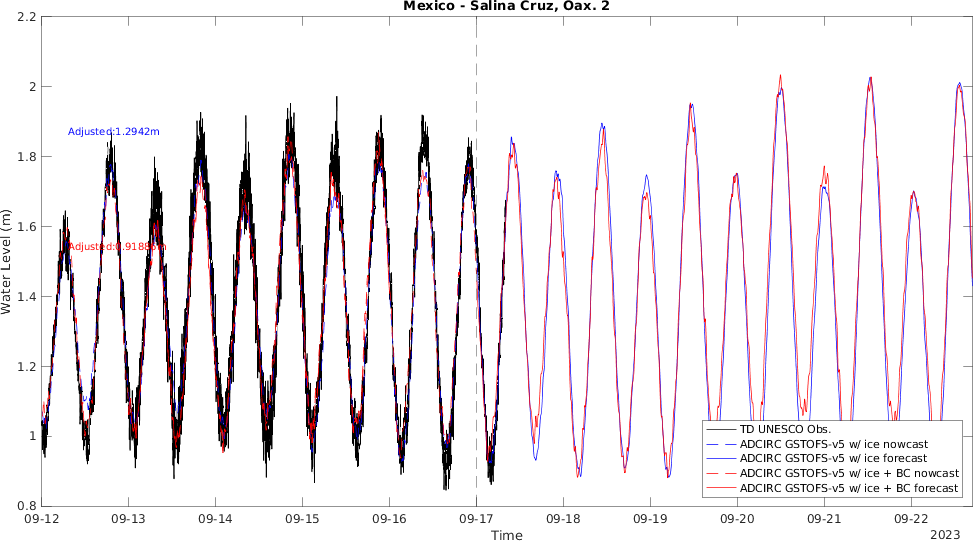 Mexico - Salina Cruz, Oax. 2
Water Level (m)
2.2
2
1.8
1.6
1.4
1.2
1
0.8
Adjusted:1.2942m
09-12
09-13
09-14
09-15
09-16
09-17
09-18
09-19
09-20
09-21
09-22
Time
2023
TD UNESCO Obs.
ADCIRC GSTOFS-v5 w/ ice nowcast
ADCIRC GSTOFS-v5 w/ ice forecast
ADCIRC GSTOFS-v5 w/ ice + BC nowcast
ADCIRC GSTOFS-v5 w/ ice + BC forecast